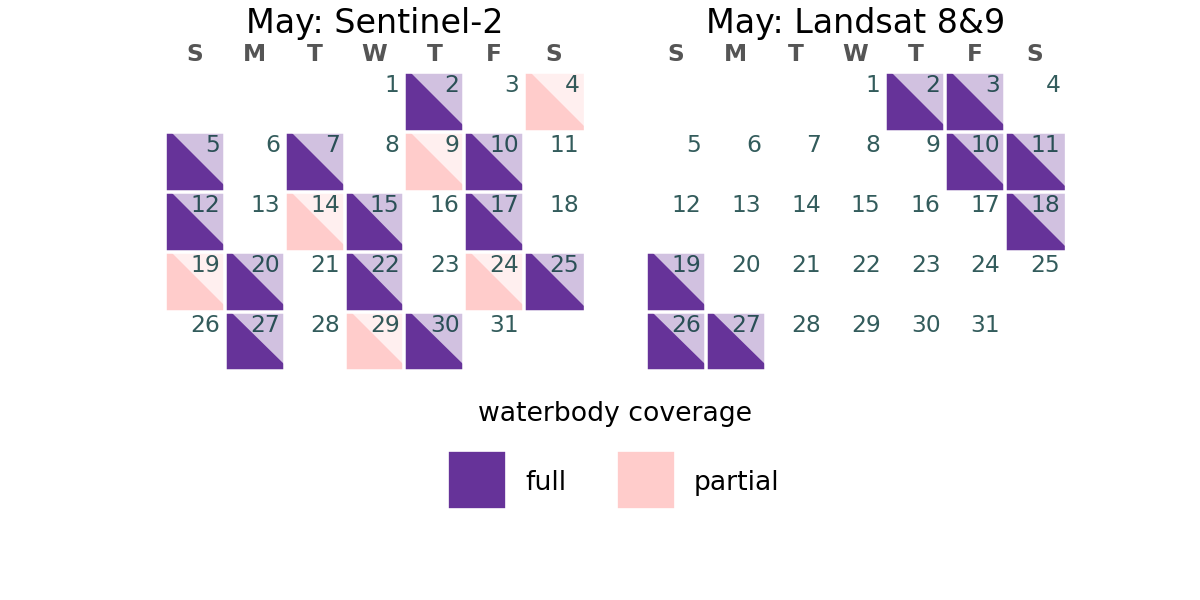 May: Sentinel-2
S M T W T F S
1 2 3 4
5 6 7 8 9 10 11
12 13 14 15 16 17 18
19 20 21 22 23 24 25
26 27 28 29 30 31
May: Landsat 8&9
S M T W T F S
1 2 3 4
5 6 7 8 9 10 11
12 13 14 15 16 17 18
19 20 21 22 23 24 25
26 27 28 29 30 31
waterbody coverage
full partial